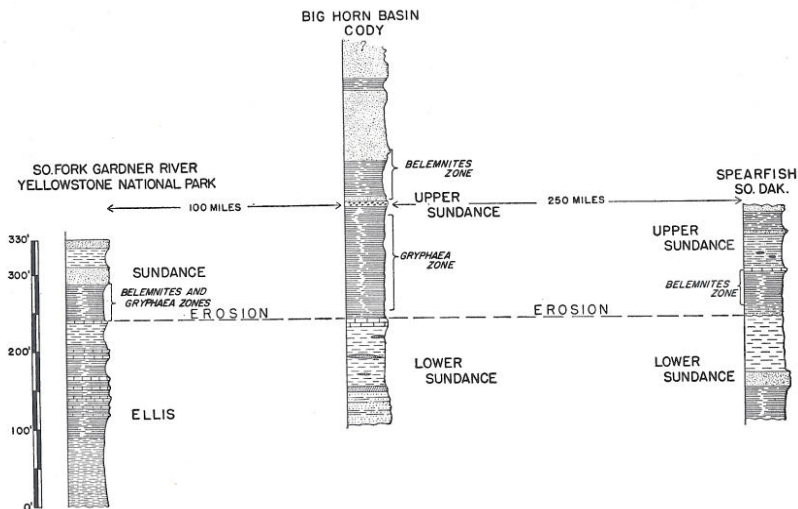 BIG HORN BASIN
CODY
?
SO. FORK GARDNER RIVER
YELLOWSTONE NATIONAL PARK
BELEMNITES
ZONE
SPEARFISH
SO. DAK.
100 MILES
UPPER
SUNDANCE
250 MILES
330'
300'
200'
100'
0'
SUNDANCE
BELEMNITES AND
GRYPHAEA ZONES
GRYPHAEA
ZONE
UPPER
SUNDANCE
BELEMNITES
ZONE
EROSION
EROSION
LOWER
SUNDANCE
LOWER
SUNDANCE
ELLIS